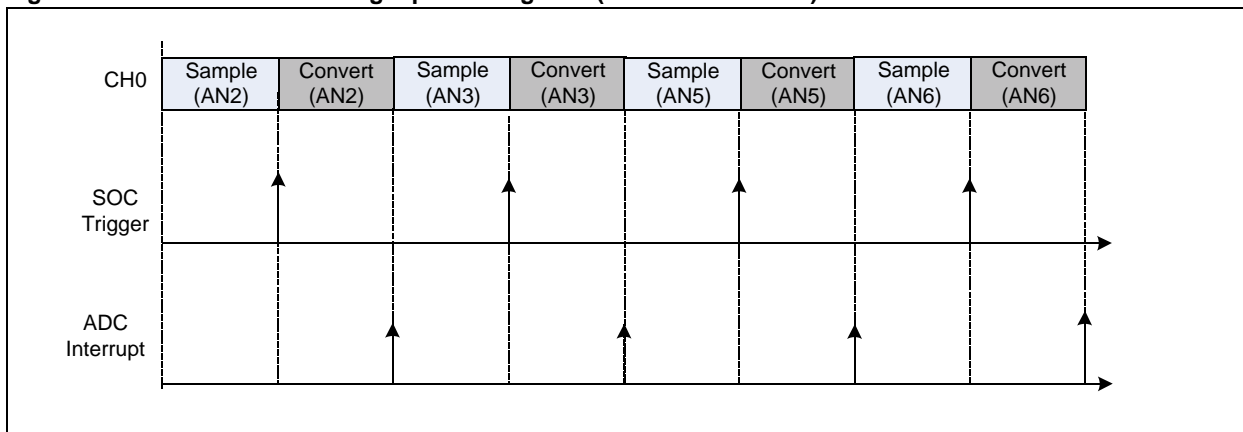 CH0
Sample
(AN2)
Convert
(AN2)
Sample
(AN3)
Convert
(AN3)
Sample
(AN5)
Convert
(AN5)
Sample
(AN6)
Convert
(AN6)
SOC
Trigger
ADC
Interrupt